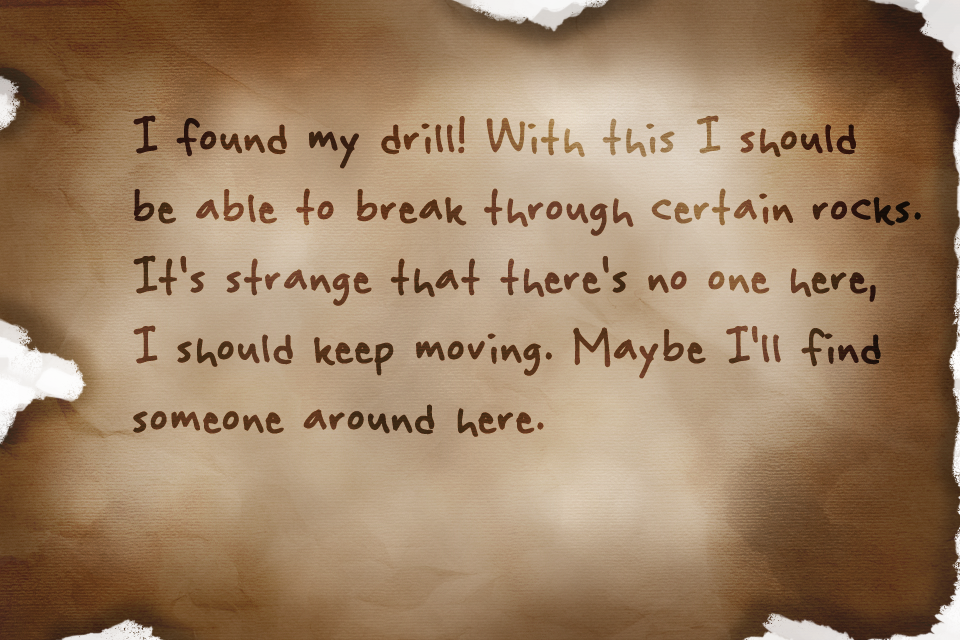 I found my drill! With this I should
be able to break through certain rocks.
It's strange that there's no one here,
I should keep moving. Maybe I'll find
someone around here.